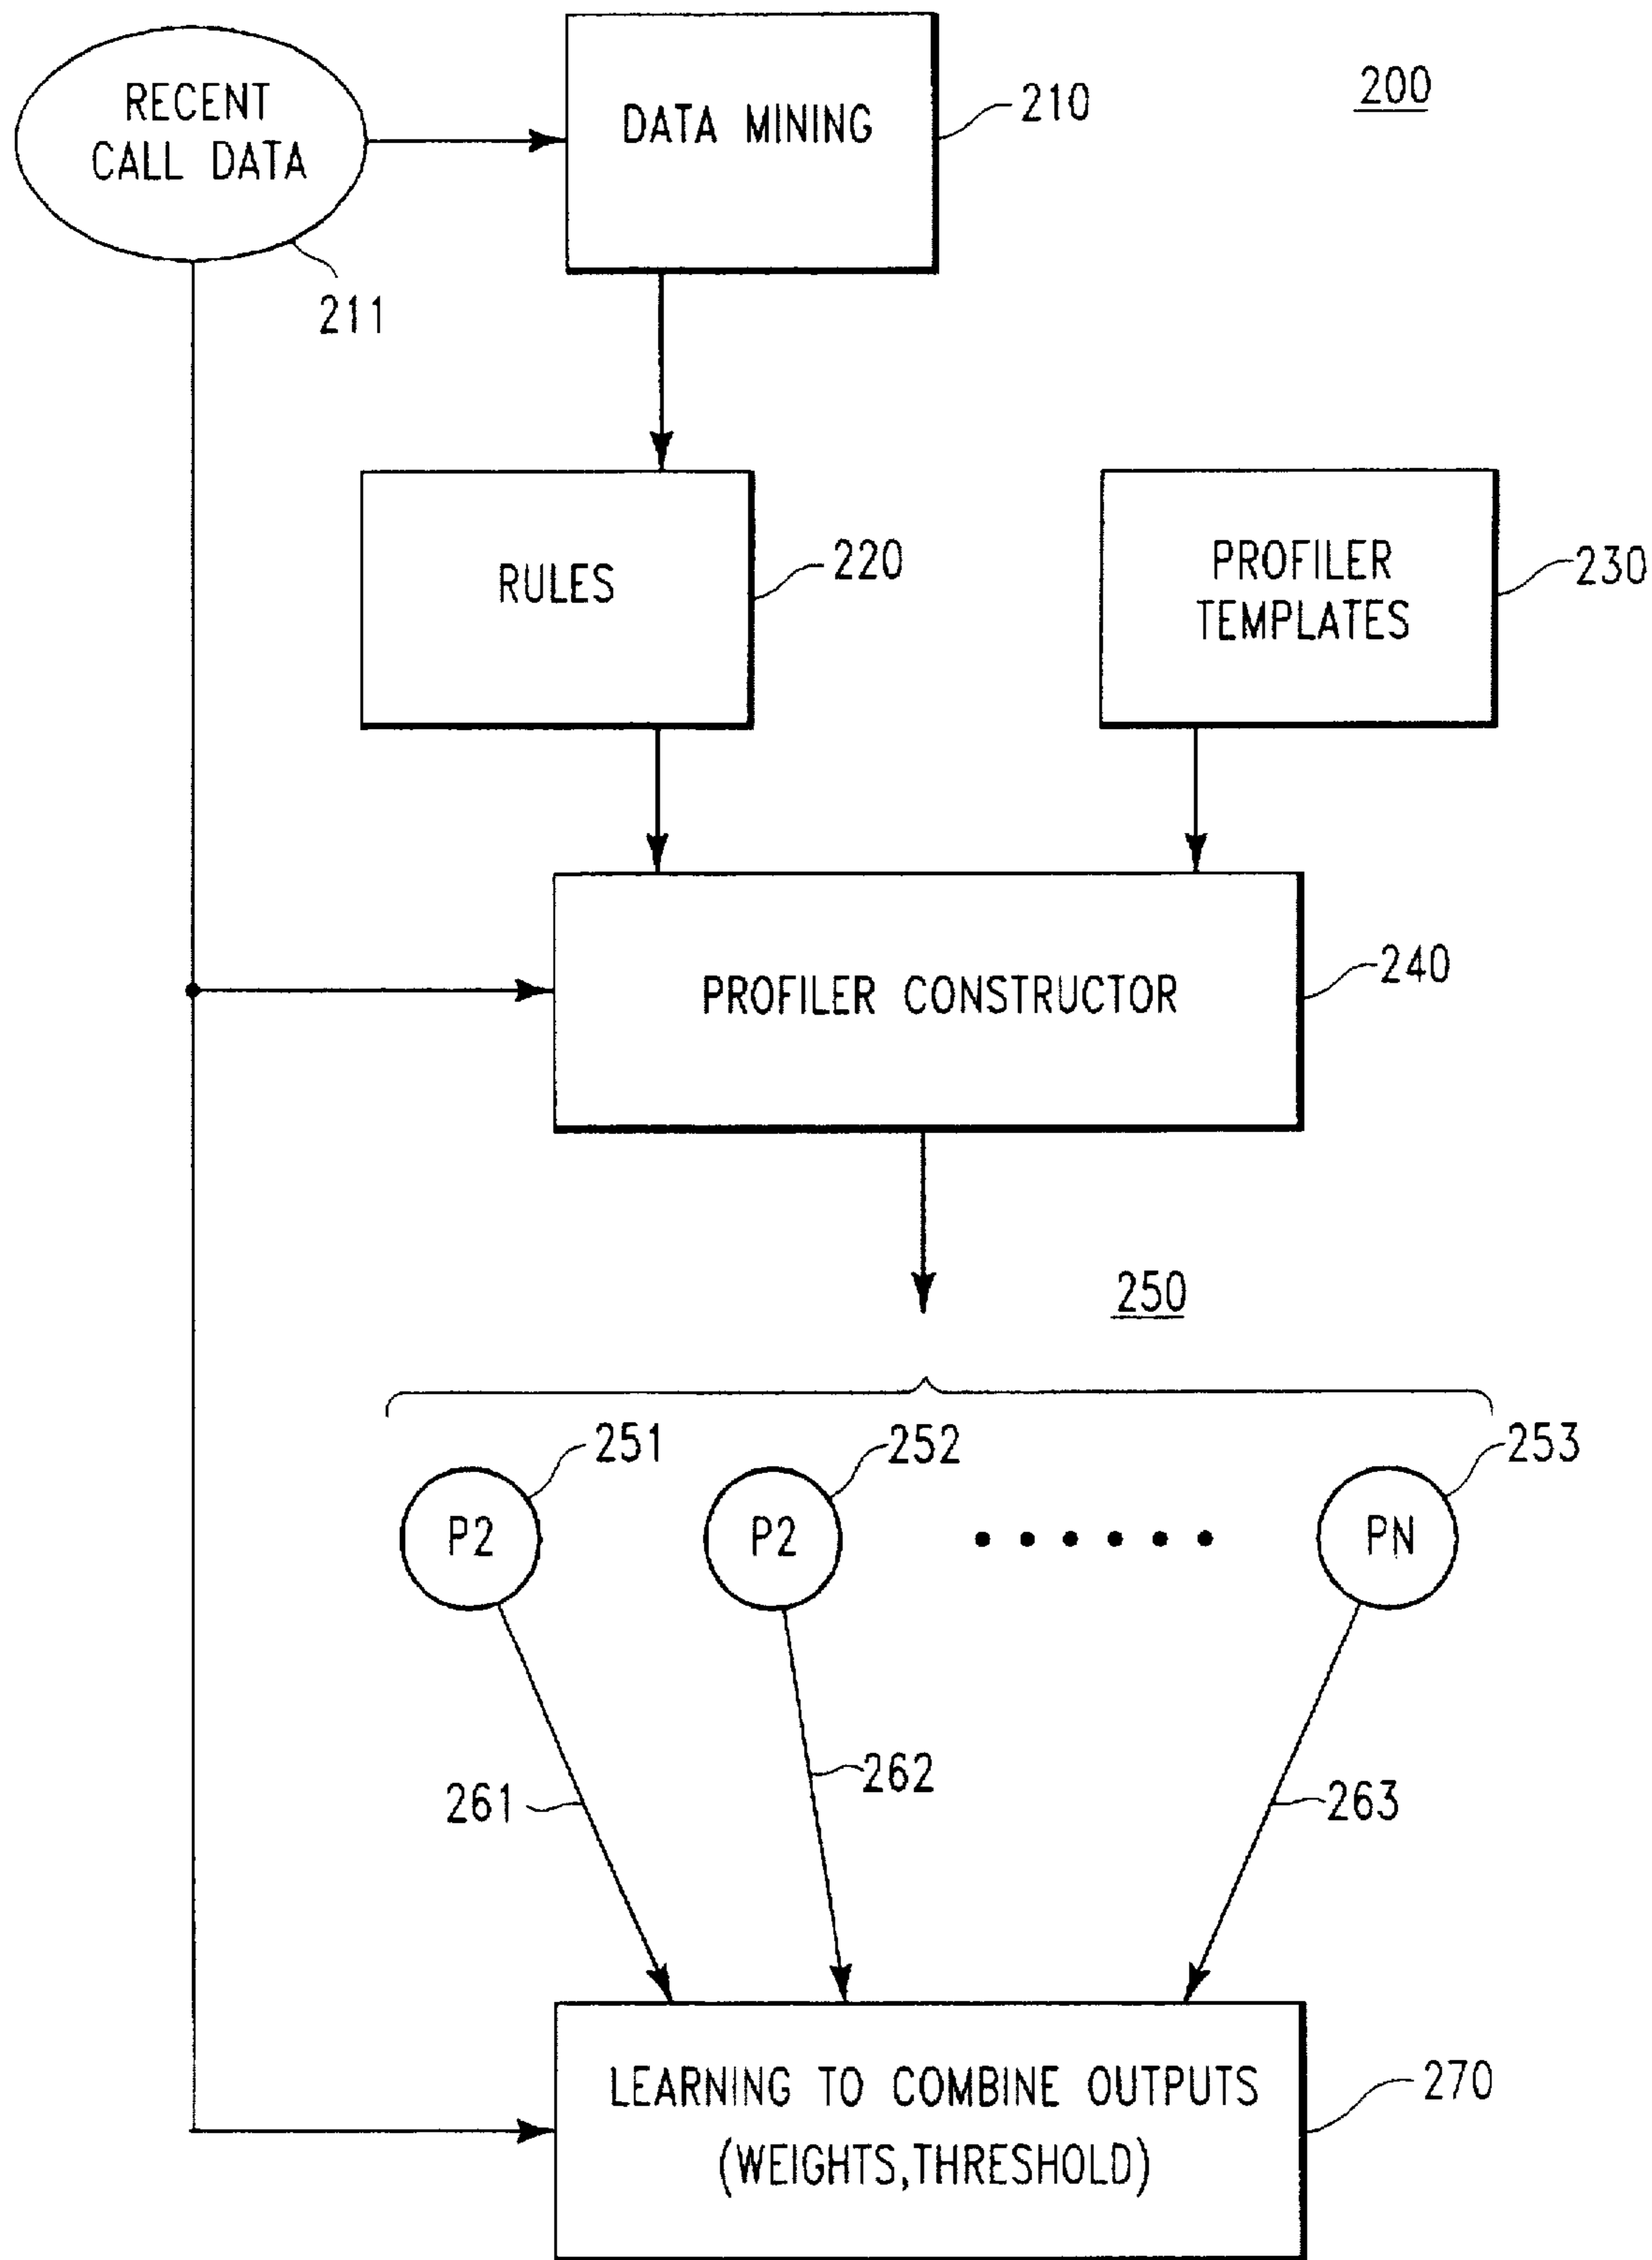 RECENT
CALL DATA
211
DATA MINING
210
200
RULES
220
PROFILER
TEMPLATES
230
PROFILER CONSTRUCTOR
240
250
P2
251
P2
252
PN
253
261
262
263
LEARNING TO COMBINE OUTPUTS
(WEIGHTS,THRESHOLD)
270